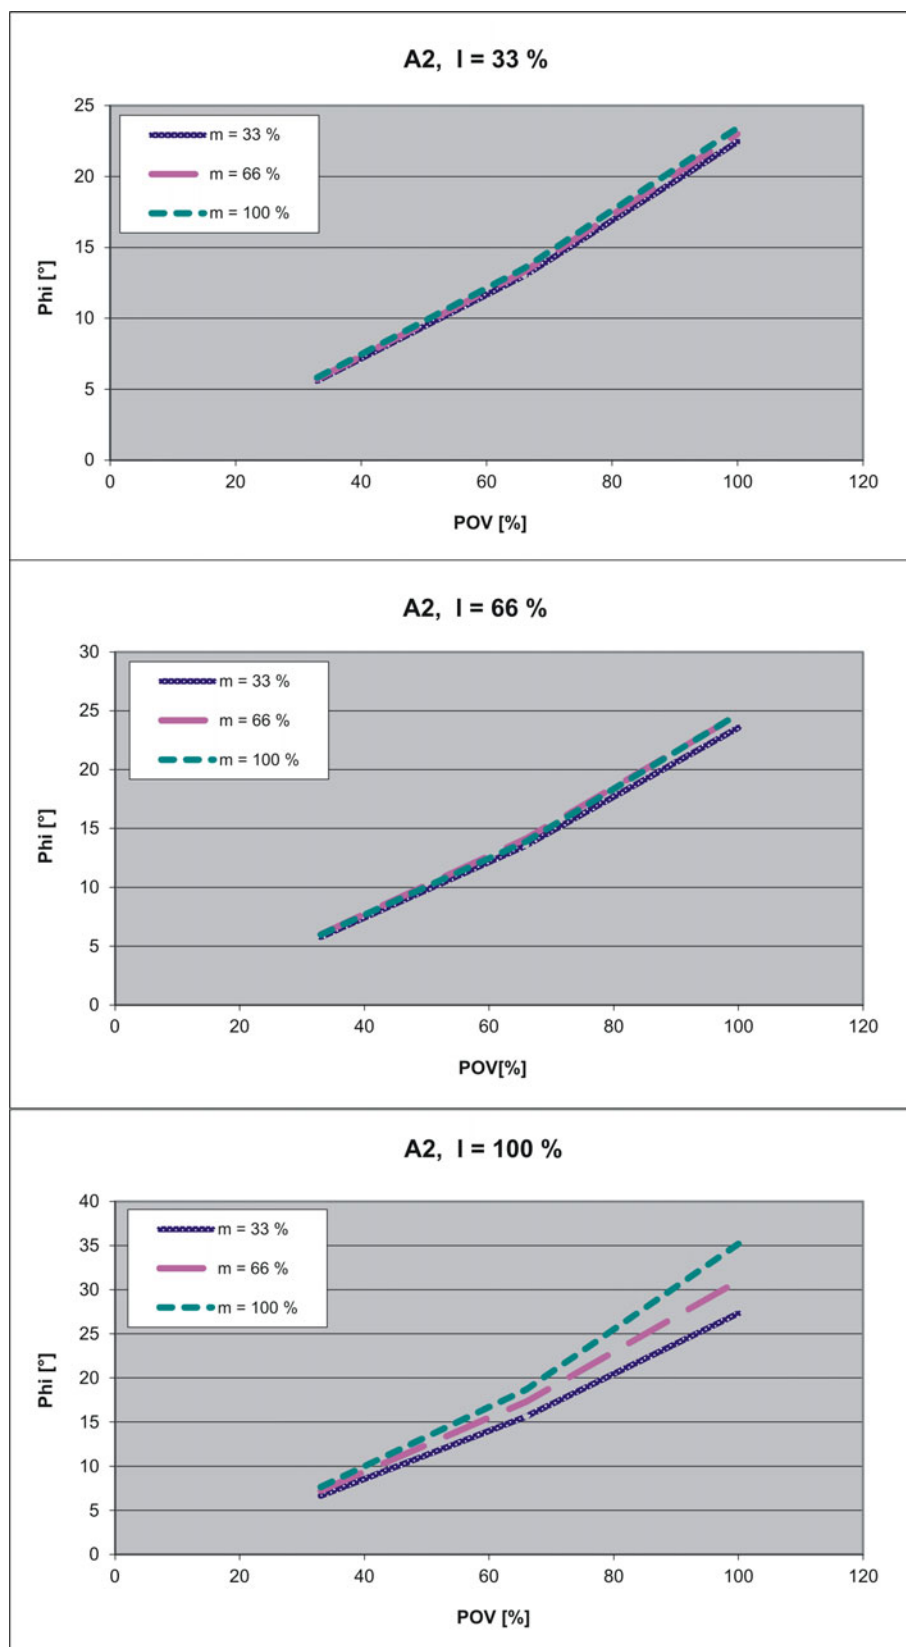 A2, l = 33 %
25
20
15
10
5
0
m = 33 %
m = 66 %
m = 100 %
Phi [°]
0 20 40 60 80 100 120
POV [%]
A2, l = 66 %
30
25
20
15
10
5
0
m = 33 %
m = 66 %
m = 100 %
Phi [°]
0 20 40 60 80 100 120
POV[%]
A2, l = 100 %
40
35
30
25
20
15
10
5
0
m = 33 %
m = 66 %
m = 100 %
Phi [°]
0 20 40 60 80 100 120
POV [%]